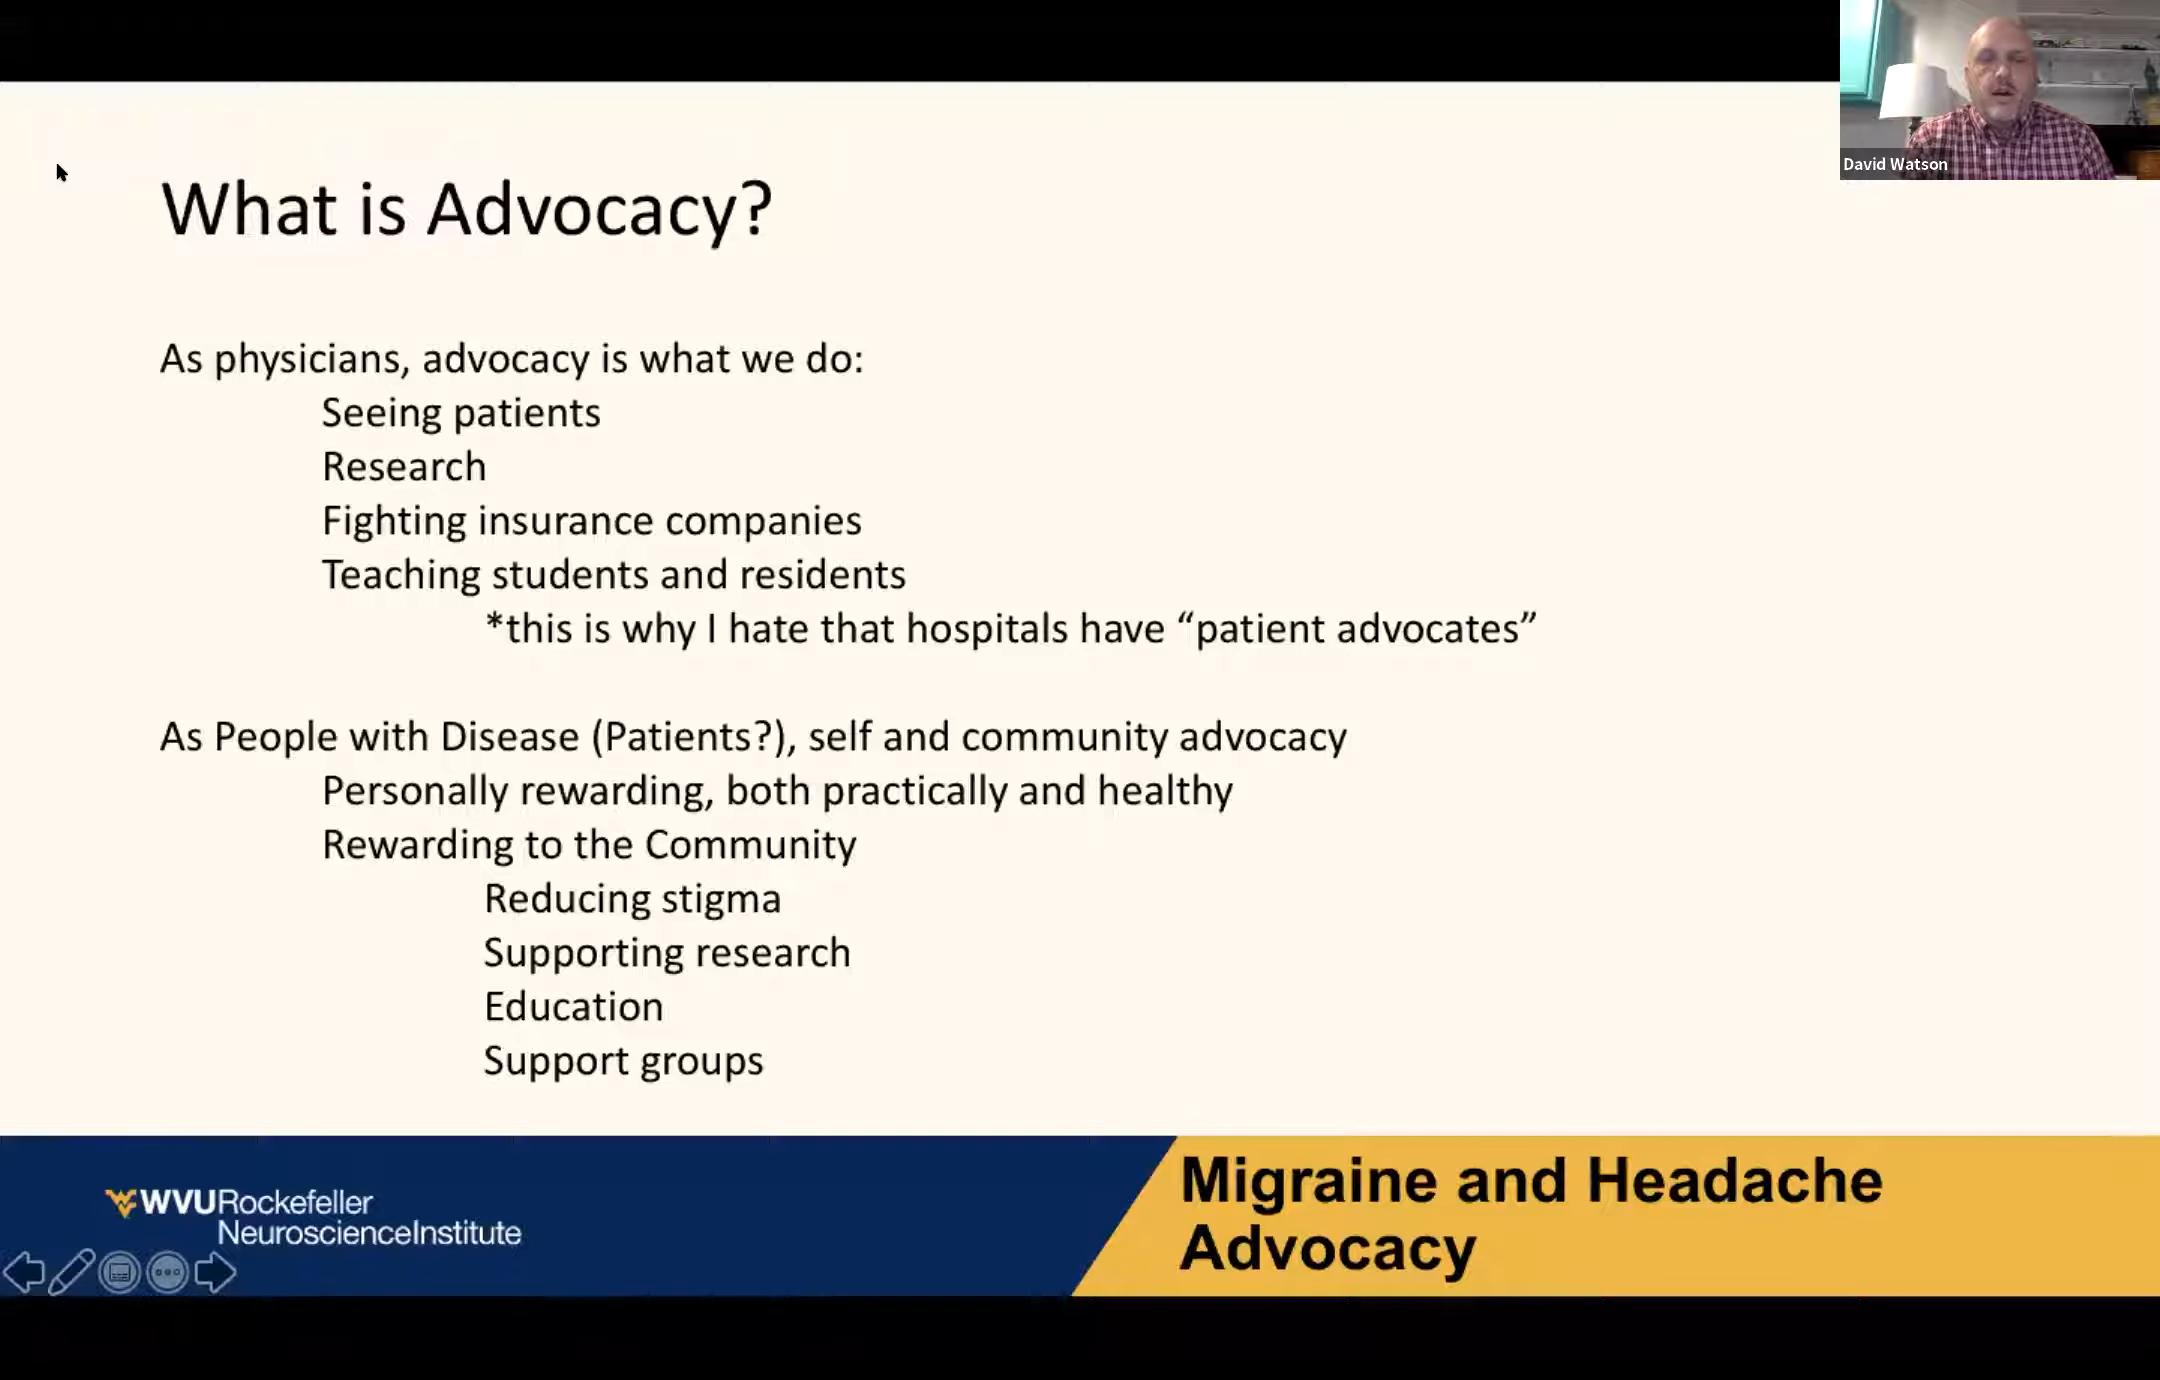 David Watson
What is Advocacy?
As physicians, advocacy is what we do:
Seeing patients
Research
Fighting insurance companies
Teaching students and residents
*this is why I hate that hospitals have “patient advocates”
As People with Disease (Patients?), self and community advocacy
Personally rewarding, both practically and healthy
Rewarding to the Community
Reducing stigma
Supporting research
Education
Support groups
WVURockefeller
NeuroscienceInstitute
Migraine and Headache
Advocacy